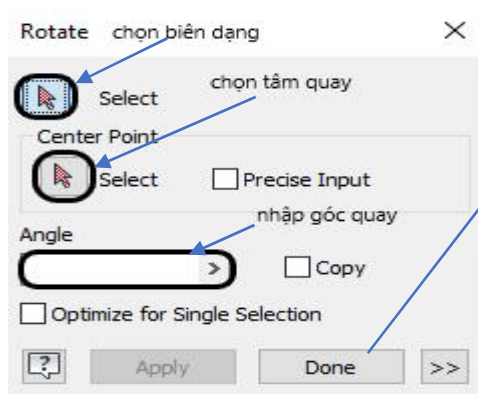 Rotate chọn biên dạng
Select chọn tâm quay
Center Point
Select Precise Input
nhập góc quay
Angle
> Copy
Optimize for Single Selection
? Apply Done >>